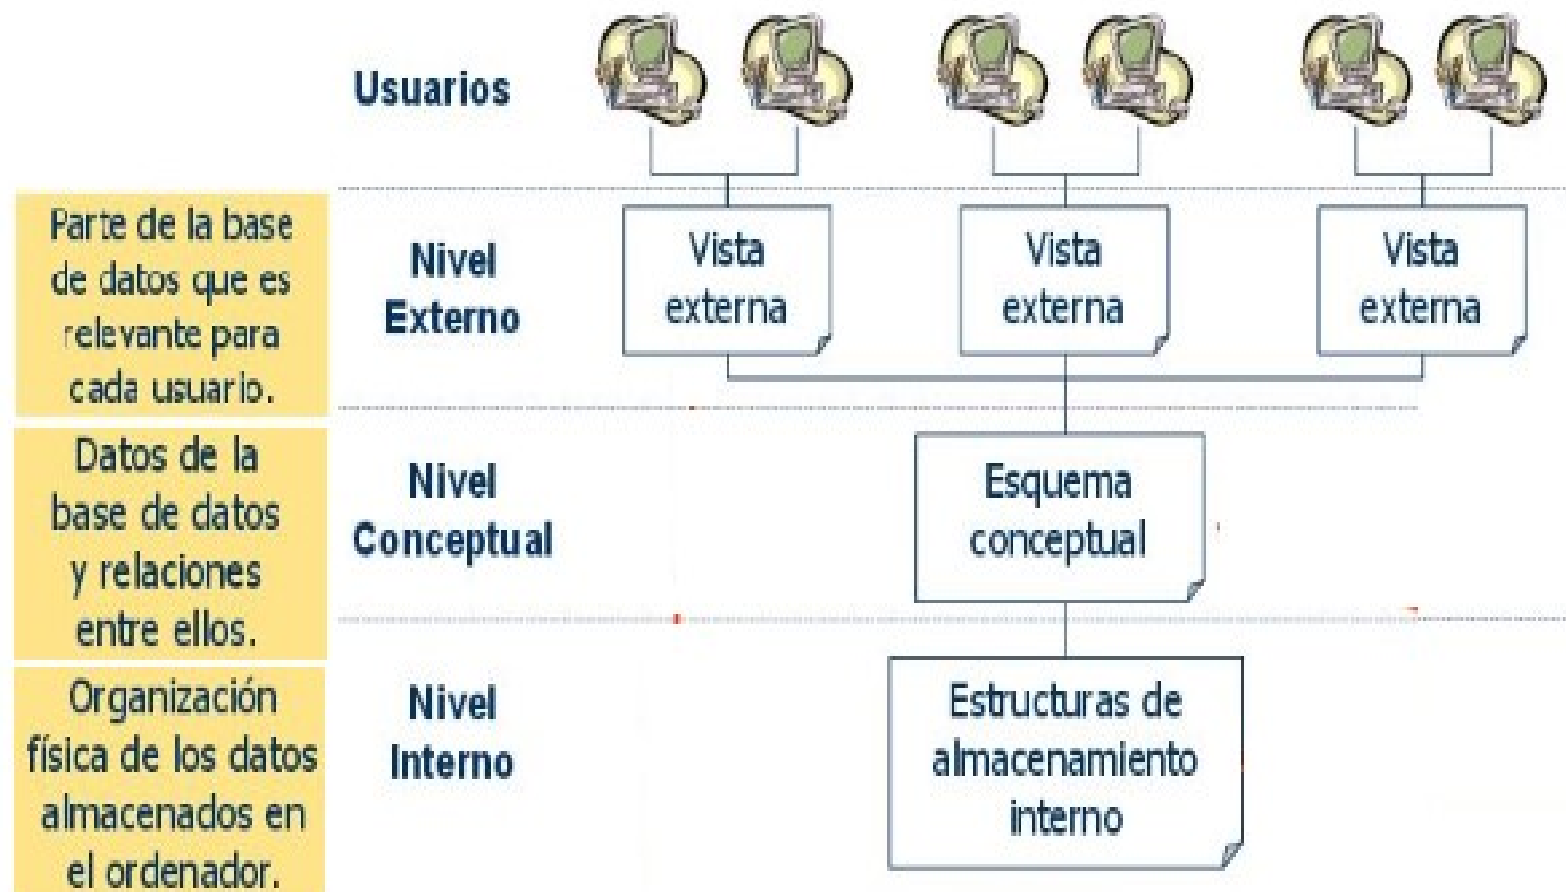 Usuarios
Parte de la base
de datos que es
relevante para
cada usuario.
Nivel
Externo
Vista
externa
Vista
externa
Vista
externa
Datos de la
base de datos
y relaciones
entre ellos.
Nivel
Conceptual
Esquema
conceptual
Organización
física de los datos
almacenados en
el ordenador.
Nivel
Interno
Estructuras de
almacenamiento
interno